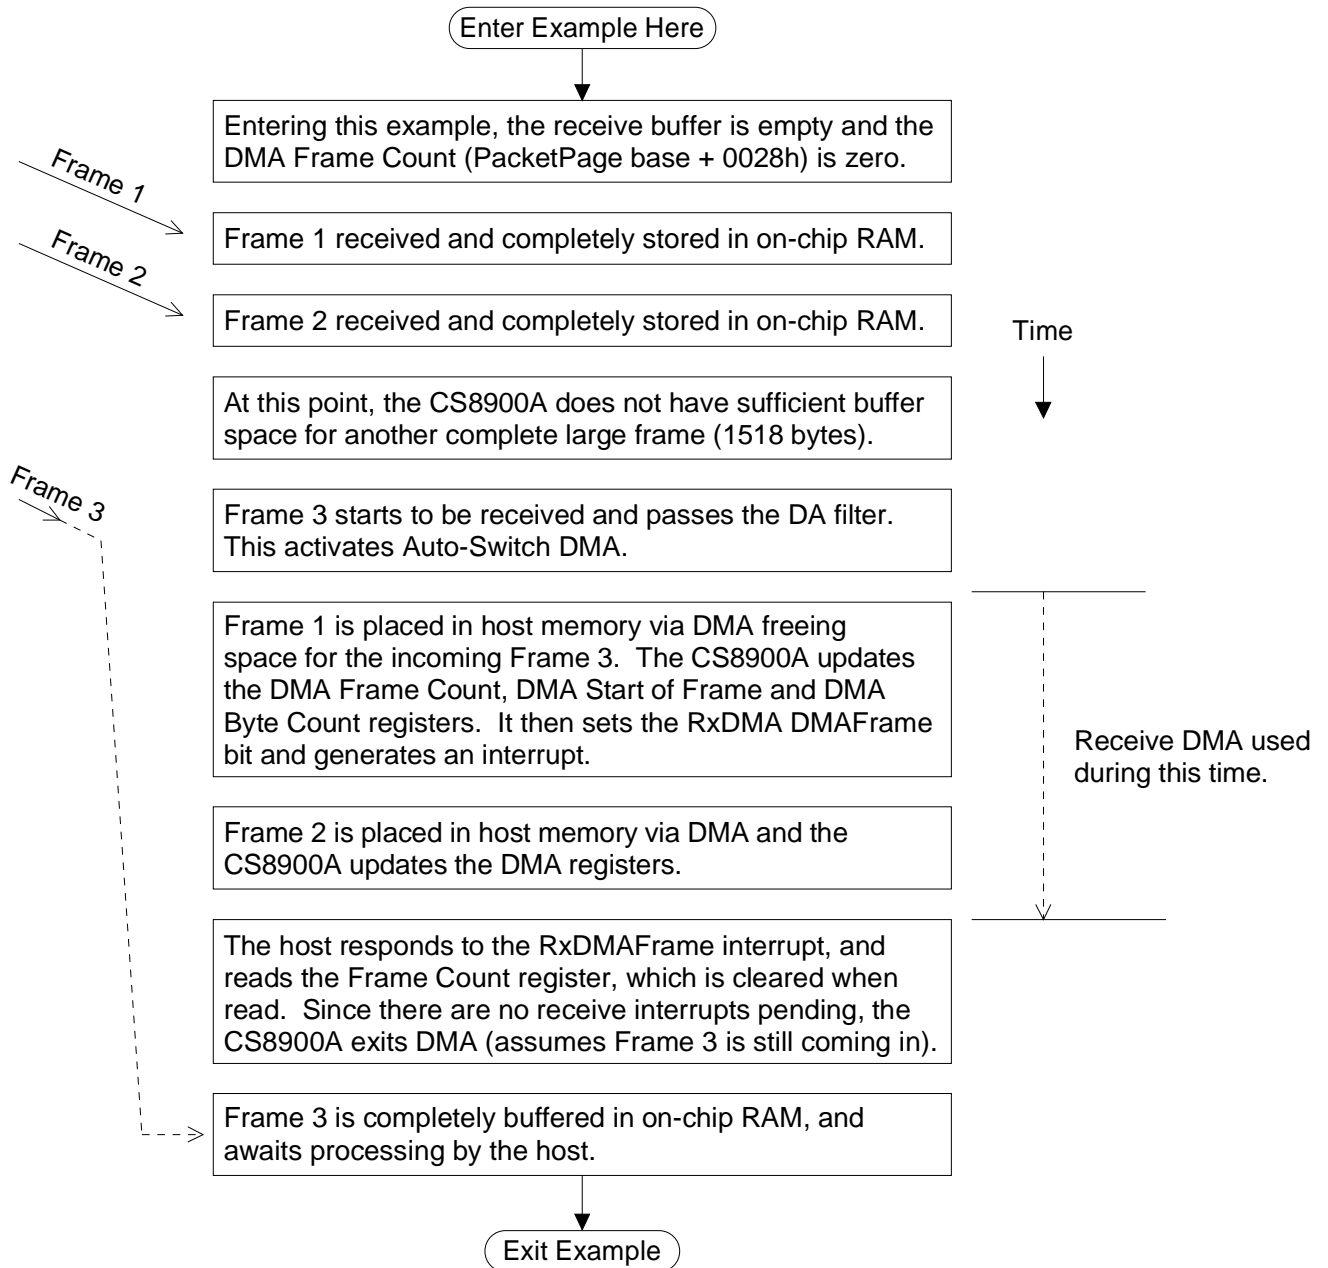 Enter Example Here
Entering this example, the receive buffer is empty and the
DMA Frame Count (PacketPage base + 0028h) is zero.
Frame 1
Frame 1 received and completely stored in on-chip RAM.
Frame 2
Frame 2 received and completely stored in on-chip RAM.
Time
At this point, the CS8900A does not have sufficient buffer
space for another complete large frame (1518 bytes).
Frame 3
Frame 3 starts to be received and passes the DA filter.
This activates Auto-Switch DMA.
Frame 1 is placed in host memory via DMA freeing
space for the incoming Frame 3. The CS8900A updates
the DMA Frame Count, DMA Start of Frame and DMA
Byte Count registers. It then sets the RxDMA DMAFrame
bit and generates an interrupt.
Receive DMA used
during this time.
Frame 2 is placed in host memory via DMA and the
CS8900A updates the DMA registers.
The host responds to the RxDMAFrame interrupt, and
reads the Frame Count register, which is cleared when
read. Since there are no receive interrupts pending, the
CS8900A exits DMA (assumes Frame 3 is still coming in).
Frame 3 is completely buffered in on-chip RAM, and
awaits processing by the host.
Exit Example